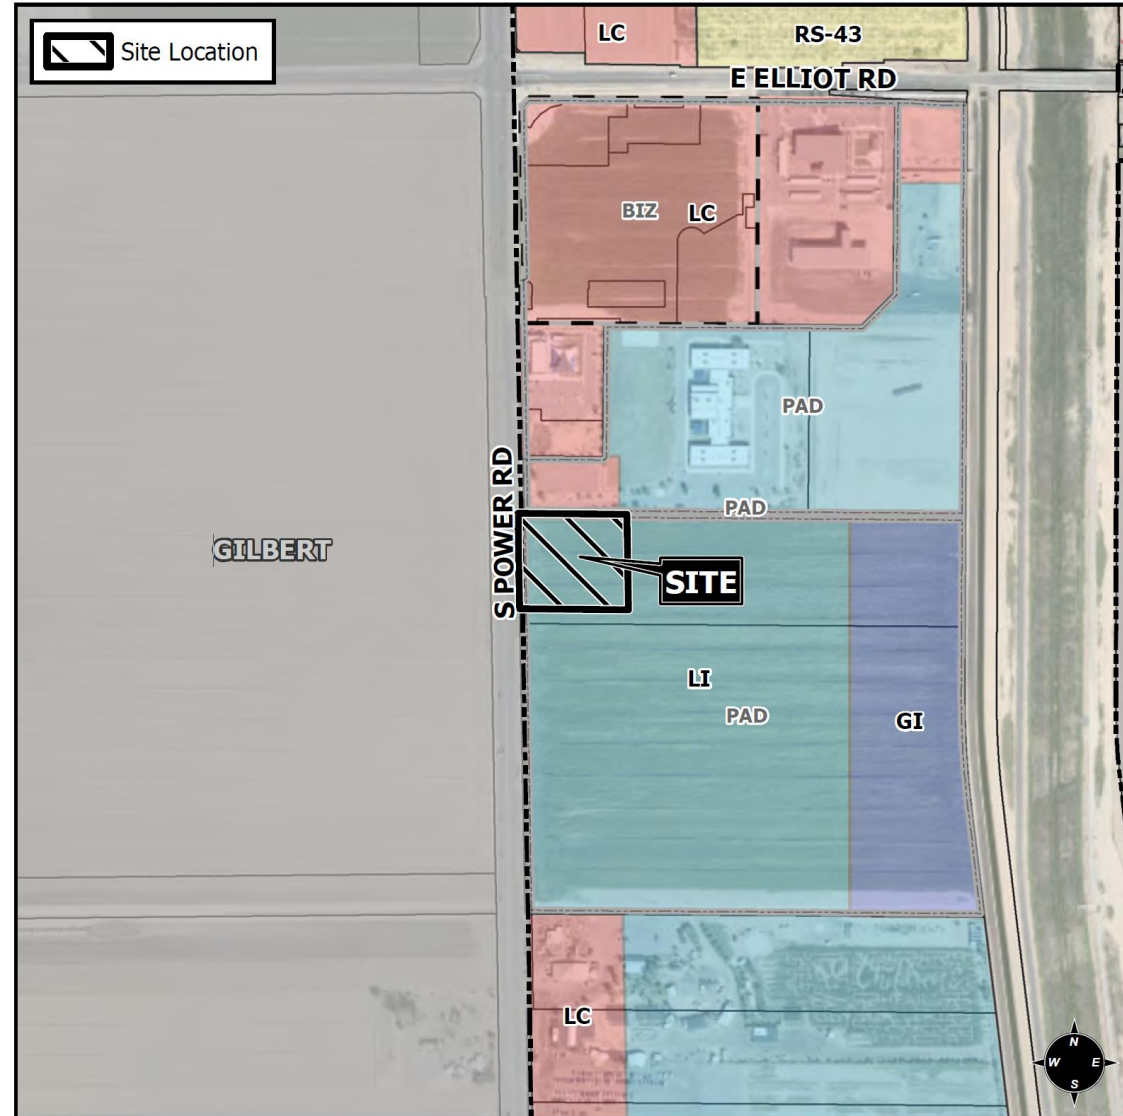 Site Location
LC
RS-43
E ELLIOT RD
BIZ
LC
PAD
S POWER RD
PAD
GILBERT
SITE
LI
PAD
GI
LC
N
W
E
S